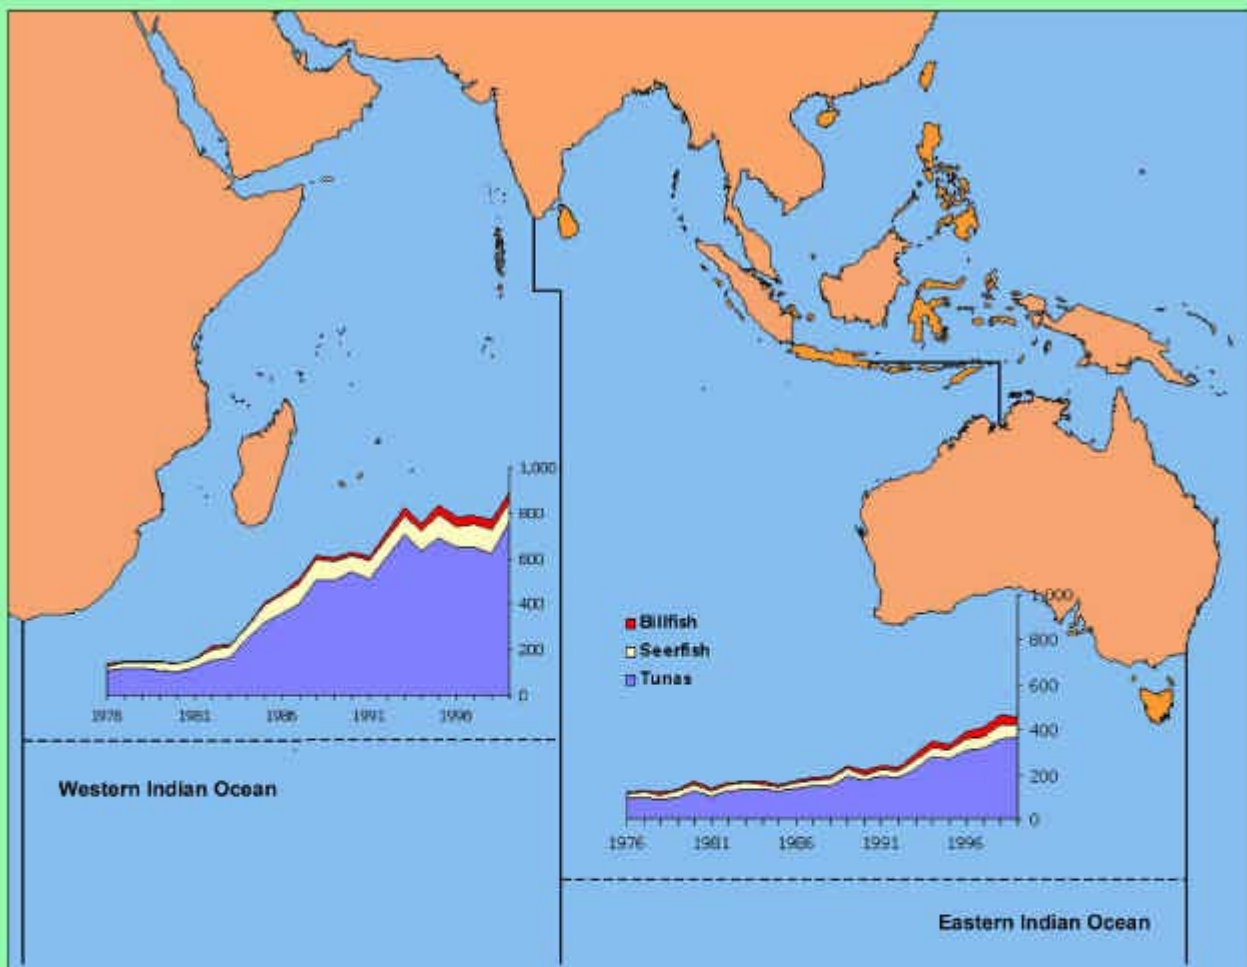 1,000
800
600
400
200
0
1976 1981 1986 1991 1996
Western Indian Ocean
1,000
800
600
400
200
0
Billfish
Seerfish
Tunas
1976 1981 1986 1991 1996
Eastern Indian Ocean